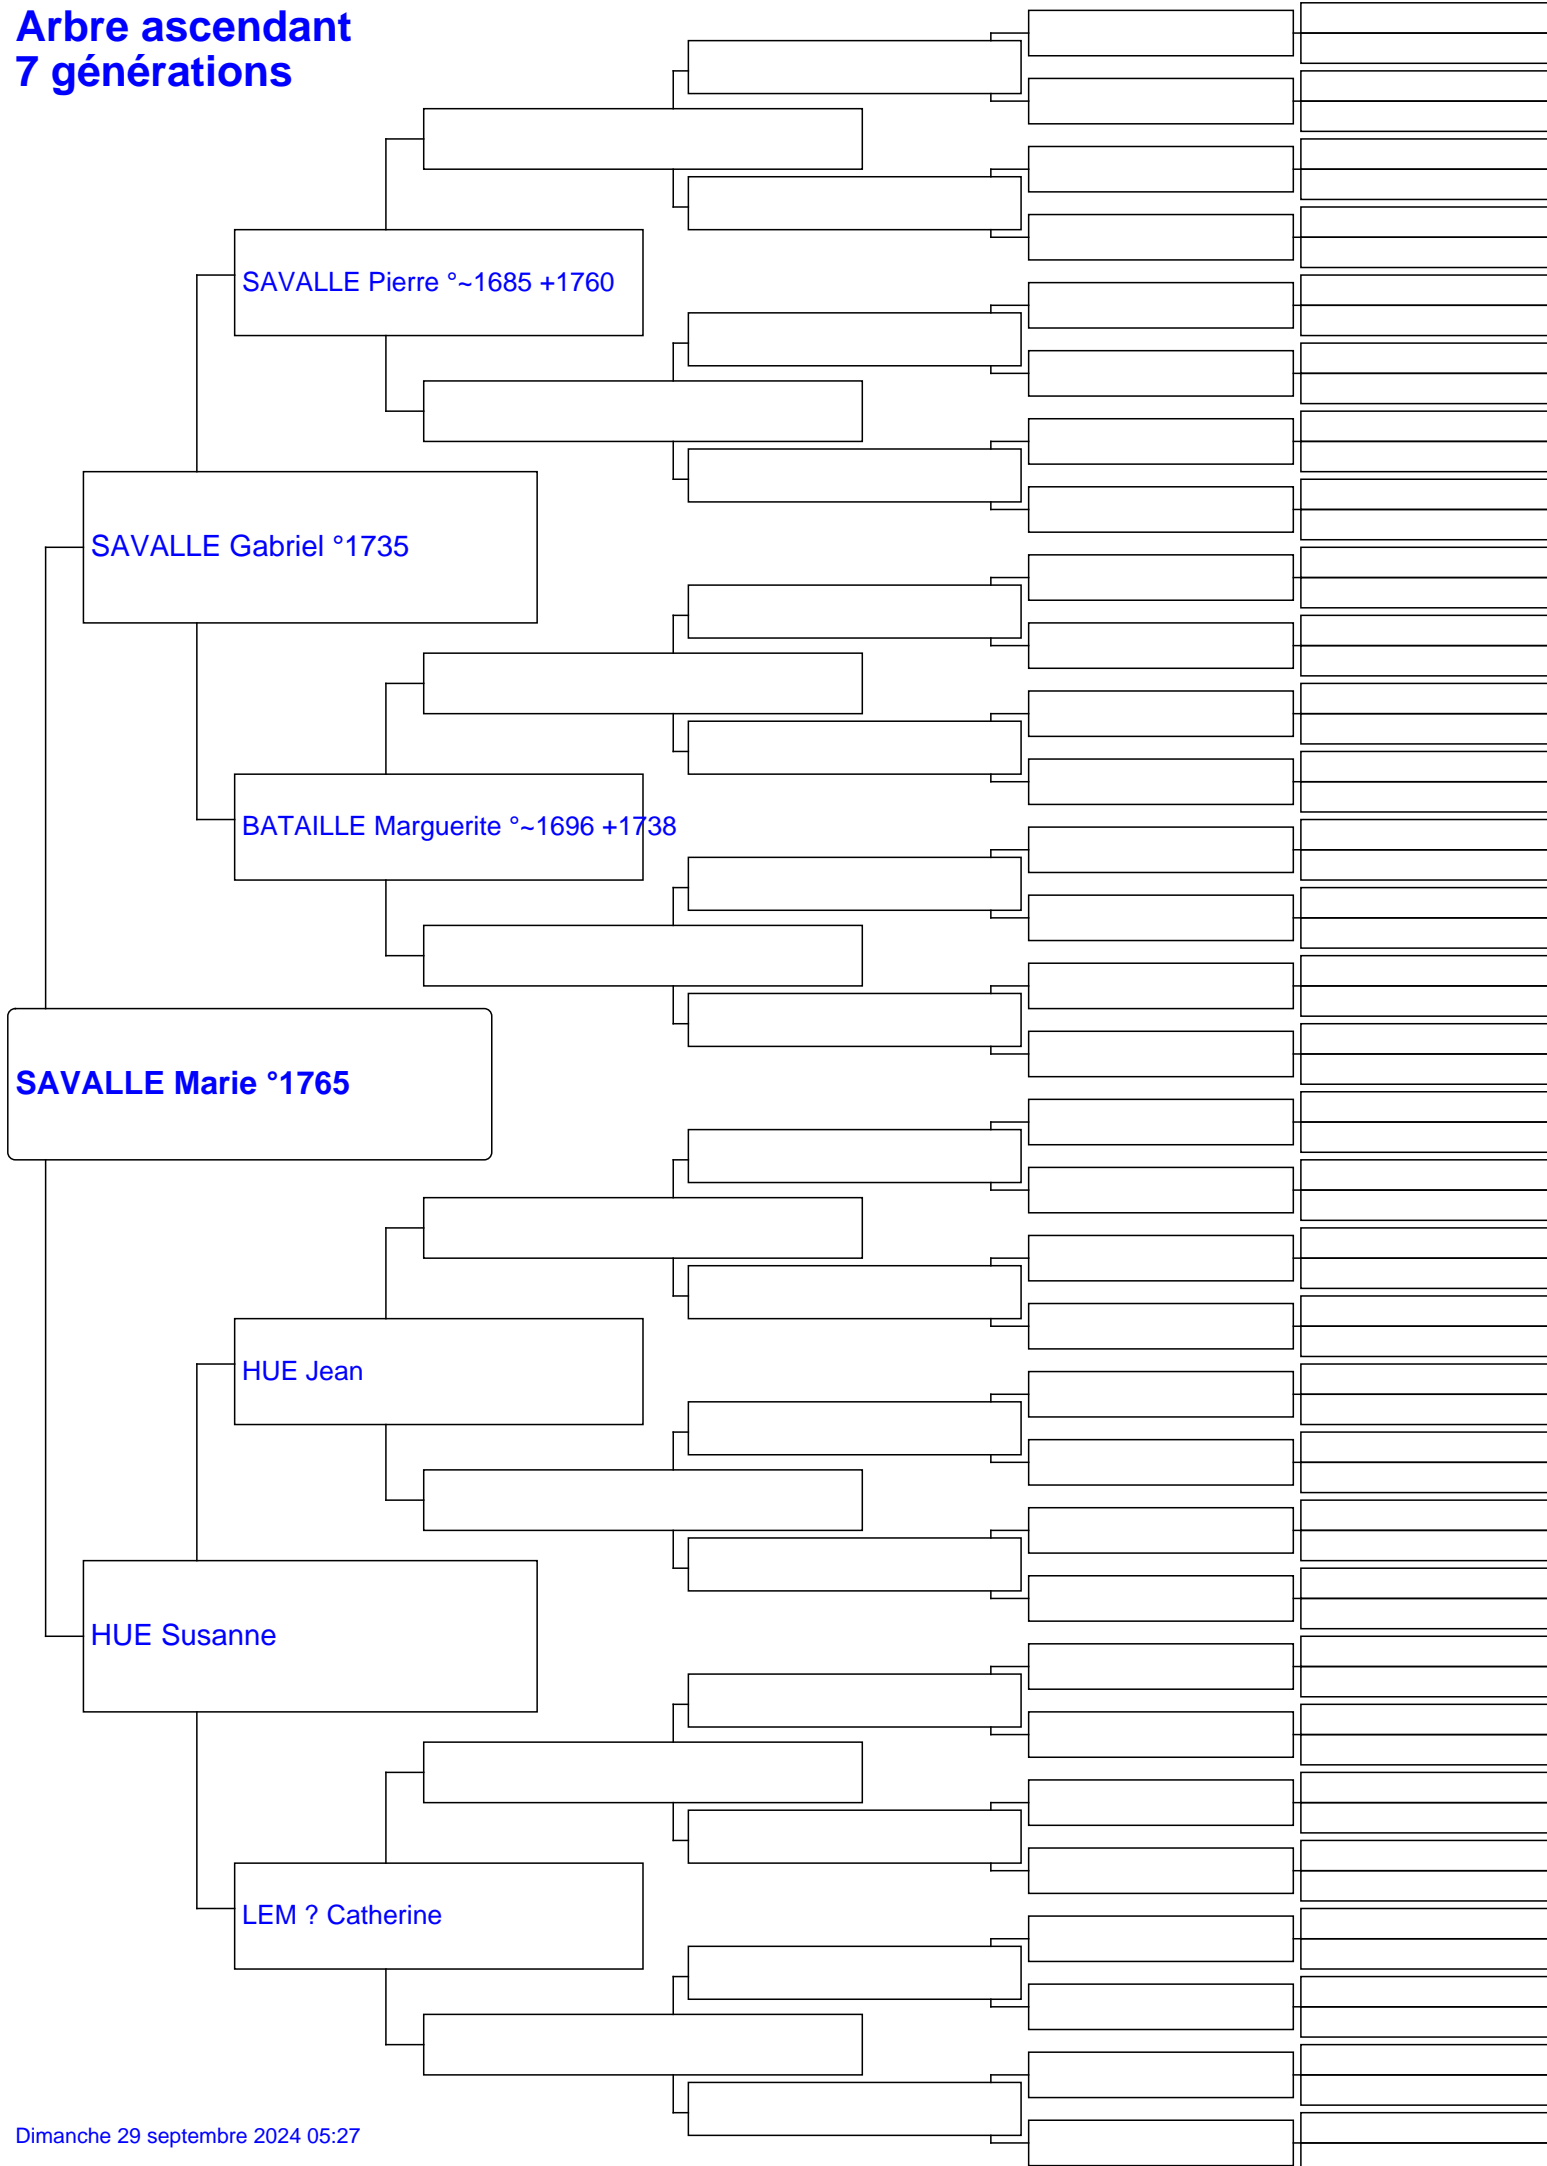 Arbre ascendant
7 générations
SAVALLE Pierre °~1685 +1760
SAVALLE Gabriel °1735
BATAILLE Marguerite °~1696 +1738
SAVALLE Marie °1765
HUE Jean
HUE Susanne
LEM ? Catherine
Dimanche 29 septembre 2024 05:27